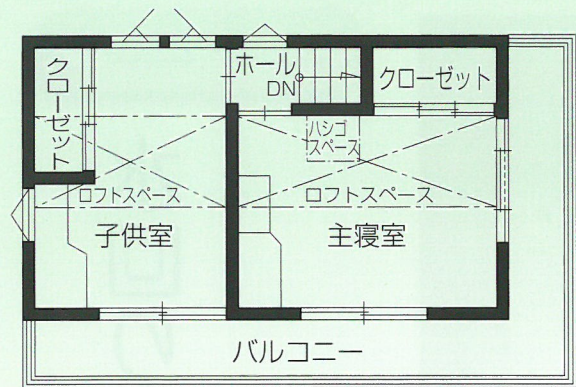 クローゼット
ホール
DN
クローゼット
ハシゴ
スペース
ロフトスペース
ロフトスペース
子供室
主寝室
バルコニー